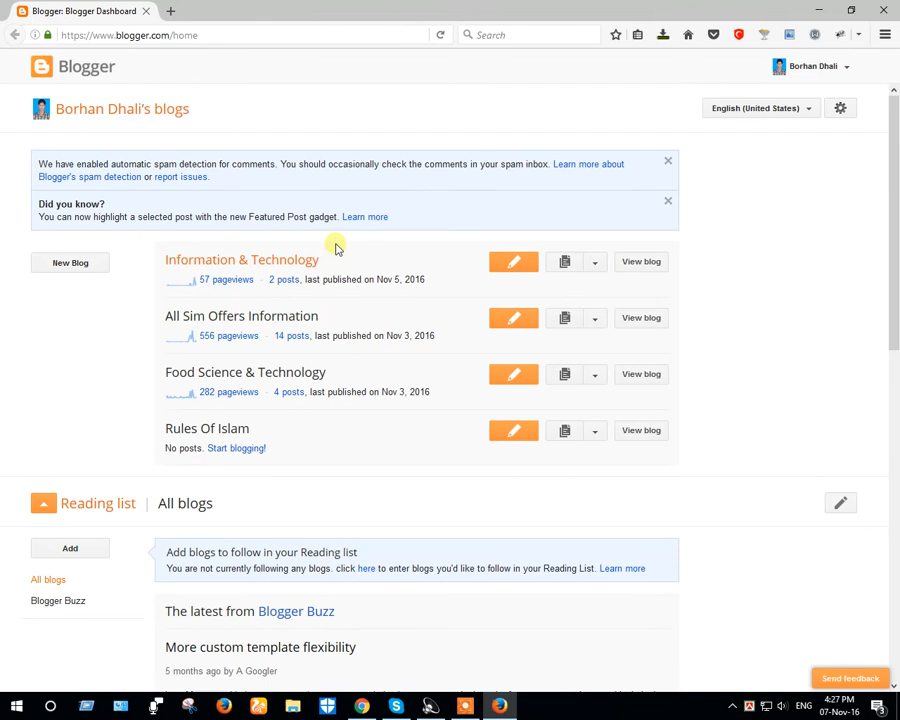 Blogger: Blogger Dashboard
https://www.blogger.com/home
Search
Blogger
Borhan Dhali
Borhan Dhali's blogs
English (United States)
We have enabled automatic spam detection for comments. You should occasionally check the comments in your spam inbox. Learn more about
Blogger's spam detection or report issues.
Did you know?
You can now highlight a selected post with the new Featured Post gadget. Learn more
New Blog
Information & Technology
View blog
57 pageviews - 2 posts, last published on Nov 5, 2016
All Sim Offers Information
View blog
556 pageviews - 14 posts, last published on Nov 3, 2016
Food Science & Technology
View blog
282 pageviews - 4 posts, last published on Nov 3, 2016
Rules Of Islam
View blog
No posts. Start blogging!
Reading list | All blogs
Add
Add blogs to follow in your Reading list
You are not currently following any blogs. click here to enter blogs you'd like to follow in your Reading List. Learn more
All blogs
Blogger Buzz
The latest from Blogger Buzz
More custom template flexibility
5 months ago by A Googler
Send feedback
ENG
4:27 PM
07-Nov-16
3